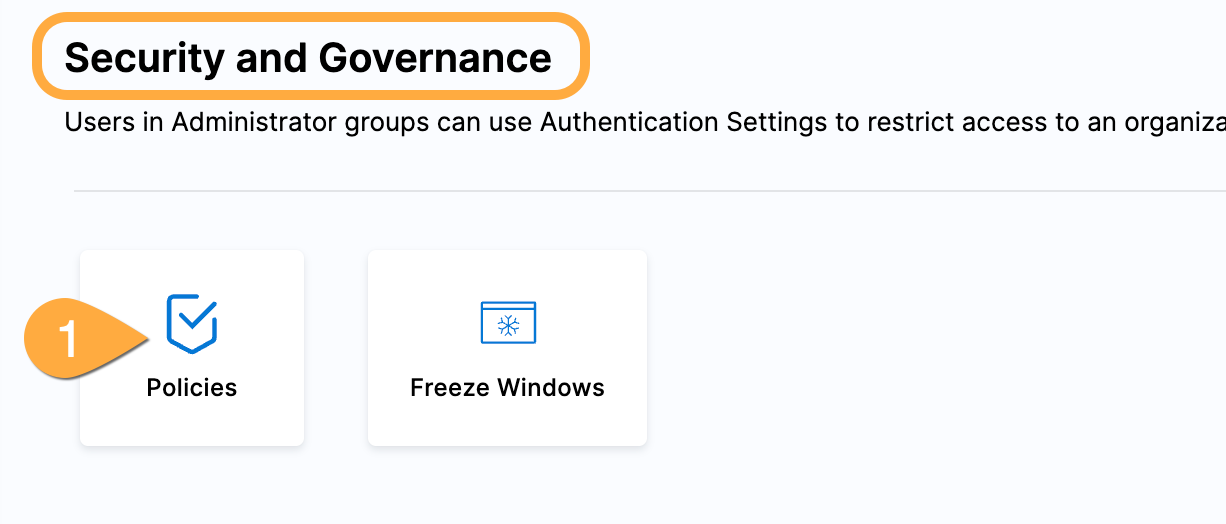 Security and Governance
Users in Administrator groups can use Authentication Settings to restrict access to an organiza
1
Policies
Freeze Windows